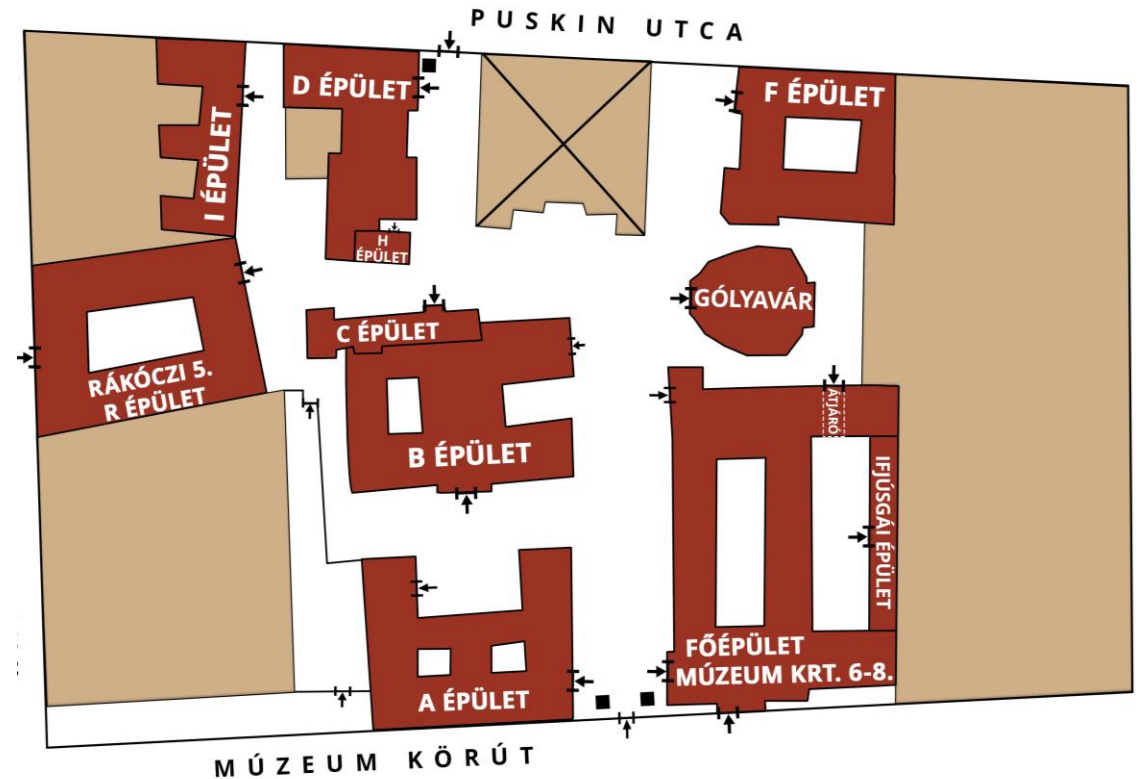 PUSKIN UTCA
D ÉPÜLET
F ÉPÜLET
I ÉPÜLET
H
ÉPÜLET
GÓLYAVÁR
C ÉPÜLET
RÁKÓCZI 5.
R ÉPÜLET
ÁTJÁRÓ
B ÉPÜLET
IFJÚSGÁI ÉPÜLET
FŐÉPÜLET
MÚZEUM KRT. 6-8.
A ÉPÜLET
MÚZEUM KÖRÚT